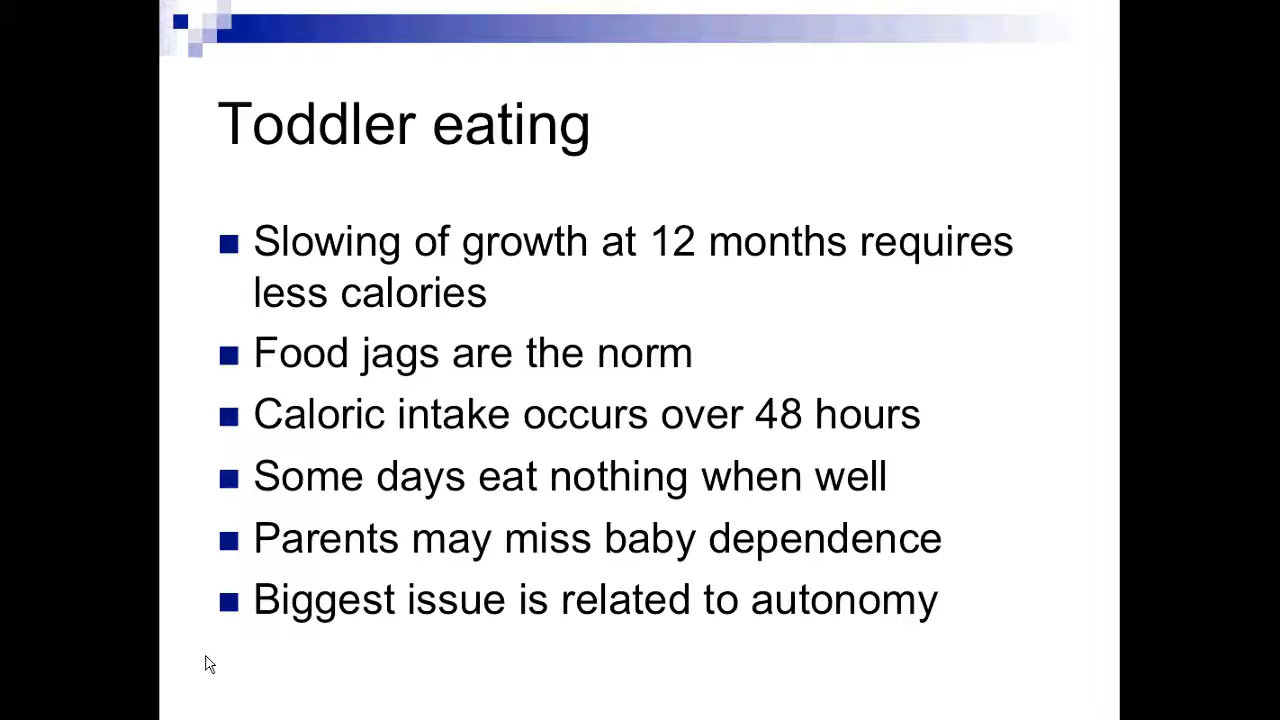 Toddler eating
Slowing of growth at 12 months requires
less calories
Food jags are the norm
Caloric intake occurs over 48 hours
Some days eat nothing when well
Parents may miss baby dependence
Biggest issue is related to autonomy